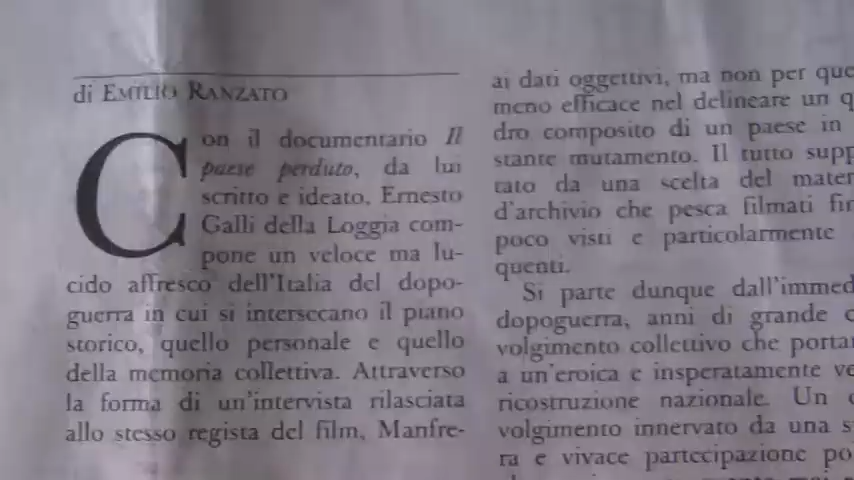 di EMILIO RANZATO
Con il documentario Il
paese perduto, da lui
scritto e ideato, Ernesto
Galli della Loggia com-
pone un veloce ma lu-
cido affresco dell'Italia del dopo-
guerra in cui si intersecano il piano
storico, quello personale e quello
della memoria collettiva. Attraverso
la forma di un'intervista rilasciata
allo stesso regista del film, Manfre-
ai dati oggettivi, ma non per que
meno efficace nel delineare un q
dro composito di un paese in
stante mutamento. Il tutto supp
tato da una scelta del mater
d'archivio che pesca filmati fin
poco visti e particolarmente
quenti.
Si parte dunque dall'immed
dopoguerra, anni di grande c
volgimento collettivo che portar
a un'eroica e insperatamente ve
ricostruzione nazionale. Un
volgimento innervato da una s
ra e vivace partecipazione po